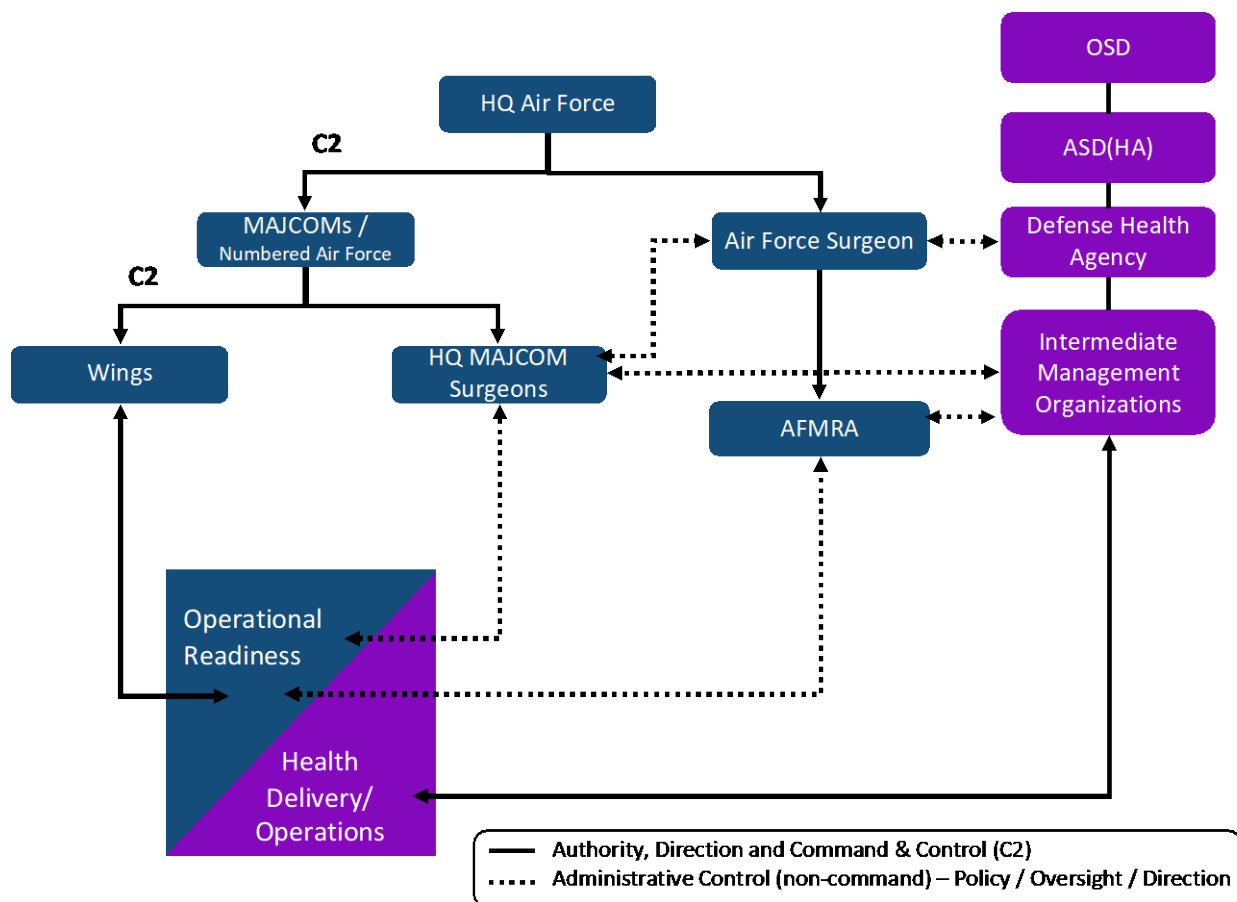 OSD
HQ Air Force
C2
ASD(HA)
MAJCOMs /
Numbered Air Force
Air Force Surgeon
Defense Health
Agency
C2
Wings
HQ MAJCOM
Surgeons
Intermediate
Management
Organizations
AFMRA
Operational
Readiness
Health
Delivery/
Operations
Authority, Direction and Command & Control (C2)
Administrative Control (non-command) – Policy / Oversight / Direction